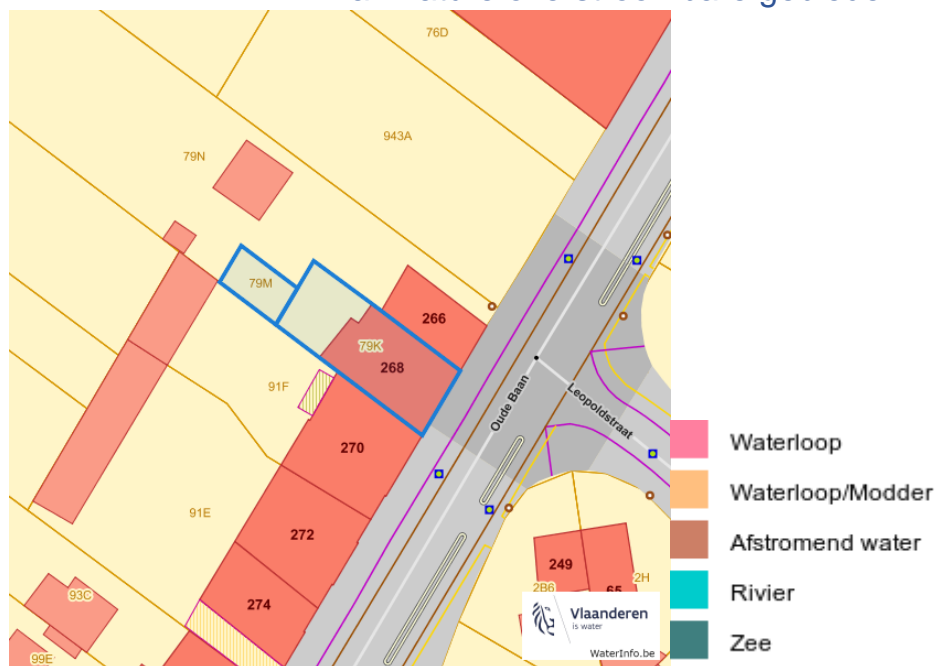 76D
943A
79N
79M
266
79K
268
91F
Oude Baan
Leopoldstraat
270
91E
272
249
2H
65
2B6
93C
274
99E
Vlaanderen
is water
WaterInfo.be
Waterloop
Waterloop/Modder
Afstromend water
Rivier
Zee